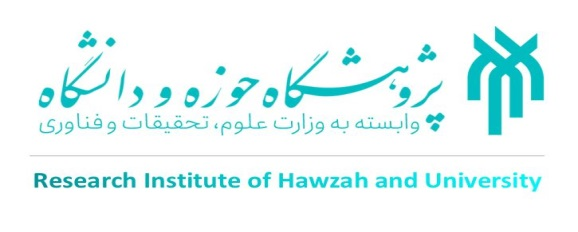 پژوهشگاه حوزه و دانشگاه
وابسته به وزارت علوم، تحقیقات و فناوری
Research Institute of Hawzah and University